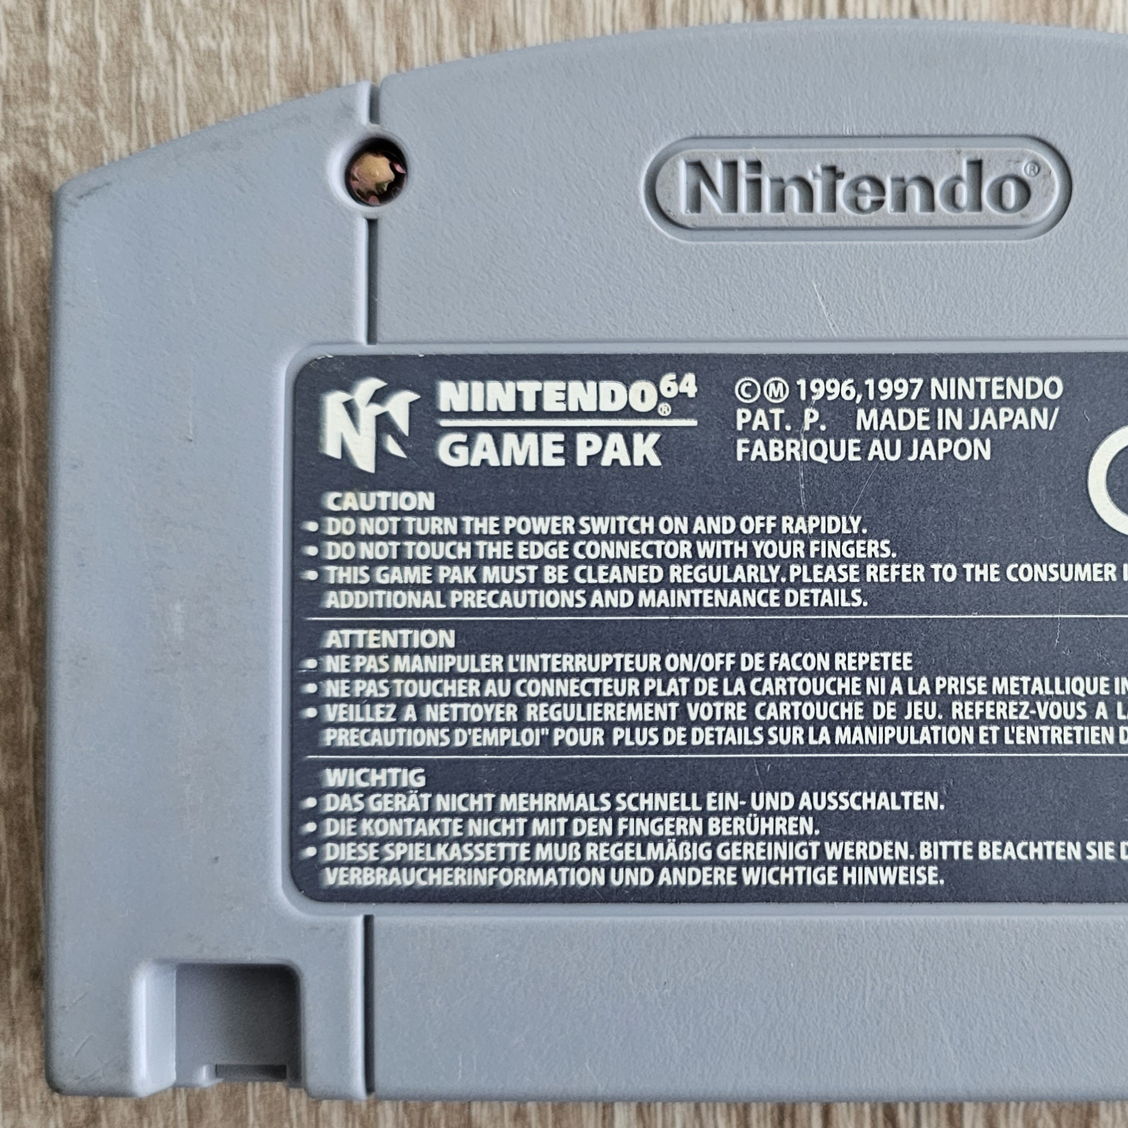 Nintendo®
NINTENDO64®
GAME PAK
©Ⓜ 1996,1997 NINTENDO
PAT. P. MADE IN JAPAN/
FABRIQUE AU JAPON
CAUTION
• DO NOT TURN THE POWER SWITCH ON AND OFF RAPIDLY.
• DO NOT TOUCH THE EDGE CONNECTOR WITH YOUR FINGERS.
• THIS GAME PAK MUST BE CLEANED REGULARLY. PLEASE REFER TO THE CONSUMER
ADDITIONAL PRECAUTIONS AND MAINTENANCE DETAILS.
ATTENTION
• NE PAS MANIPULER L'INTERRUPTEUR ON/OFF DE FACON REPETEE
• NE PAS TOUCHER AU CONNECTEUR PLAT DE LA CARTOUCHE NI A LA PRISE METALLIQUE
• VEILLEZ A NETTOYER REGULIEREMENT VOTRE CARTOUCHE DE JEU. REFEREZ-VOUS A
PRECAUTIONS D'EMPLOI" POUR PLUS DE DETAILS SUR LA MANIPULATION ET L'ENTRETIEN
WICHTIG
• DAS GERÄT NICHT MEHRMALS SCHNELL EIN- UND AUSSCHALTEN.
• DIE KONTAKTE NICHT MIT DEN FINGERN BERÜHREN.
• DIESE SPIELKASSETTE MUß REGELMÄßIG GEREINIGT WERDEN. BITTE BEACHTEN SIE
VERBRAUCHERINFORMATION UND ANDERE WICHTIGE HINWEISE.